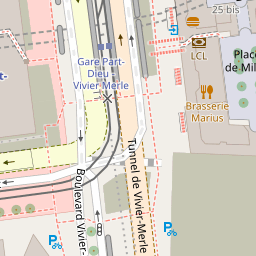 25 bis
Gare Part-
Dieu -
Vivier Merle
LCL
Place
de Mil
Brasserie
Marius
Tunnel de Vivier-Merle
Boulevard Vivier-